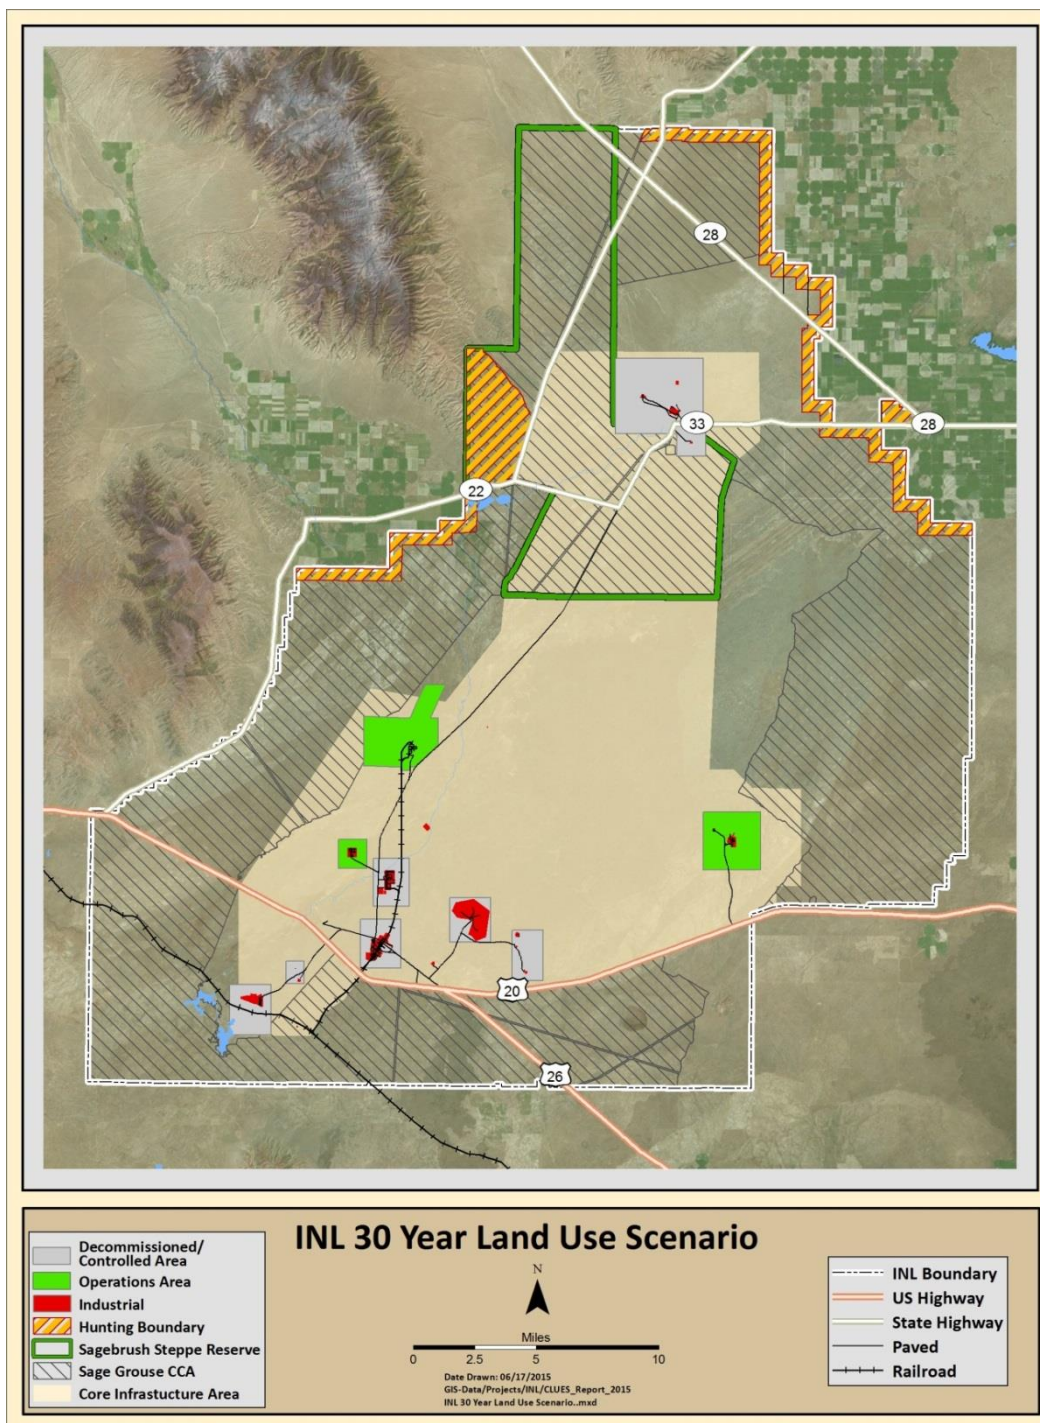 28
28
33
22
20
26
INL 30 Year Land Use Scenario
Decommissioned/
Controlled Area
Operations Area
Industrial
Hunting Boundary
Sagebrush Steppe Reserve
Sage Grouse CCA
Core Infrastucture Area
N
Miles
0 2.5 5 10
Date Drawn: 06/17/2015
GIS-Data/Projects/INL/CLUES_Report_2015
INL 30 Year Land Use Scenario..mxd
INL Boundary
US Highway
State Highway
Paved
Railroad